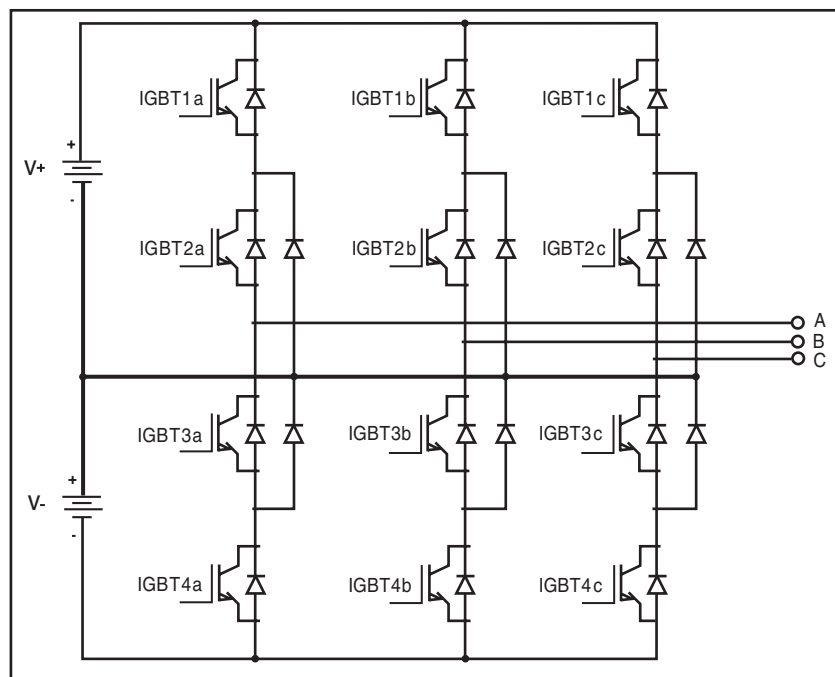 IGBT1a
IGBT1b
IGBT1c
+
V+
-
IGBT2a
IGBT2b
IGBT2c
A
B
C
IGBT3a
IGBT3b
IGBT3c
+
V-
-
IGBT4a
IGBT4b
IGBT4c